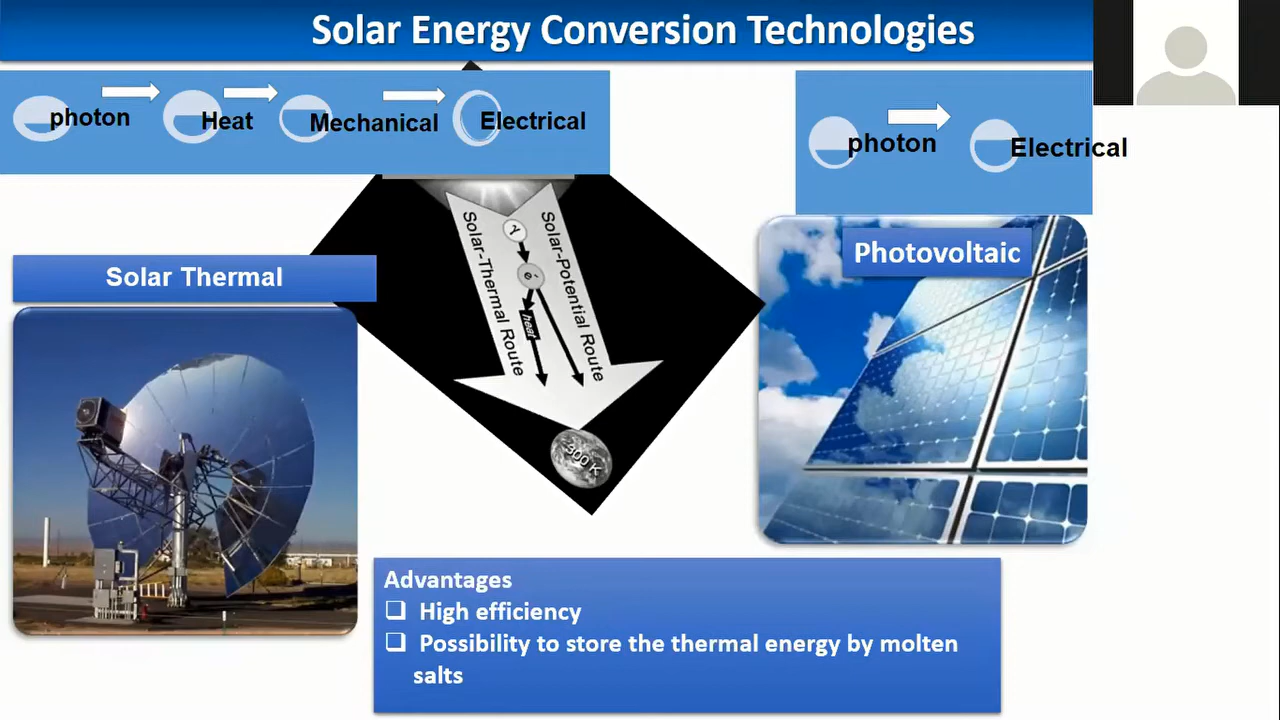 Solar Energy Conversion Technologies
photon
Heat
Mechanical
Electrical
photon
Electrical
Solar Thermal
Solar-Thermal Route
Solar-Potential Route
λ
é
heat
~300 K
Photovoltaic
Advantages
❑ High efficiency
❑ Possibility to store the thermal energy by molten
salts